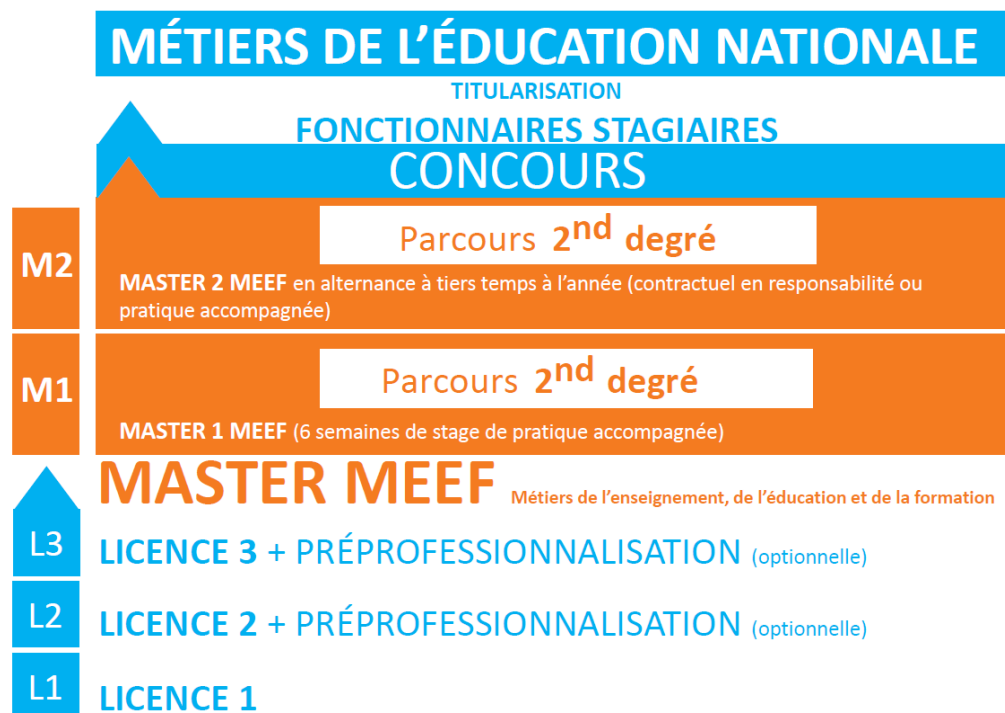 MÉTIERS DE L’ÉDUCATION NATIONALE
TITULARISATION
FONCTIONNAIRES STAGIAIRES
CONCOURS
M2
Parcours 2nd degré
MASTER 2 MEEF en alternance à tiers temps à l’année (contractuel en responsabilité ou
pratique accompagnée)
M1
Parcours 2nd degré
MASTER 1 MEEF (6 semaines de stage de pratique accompagnée)
MASTER MEEF Métiers de l’enseignement, de l’éducation et de la formation
L3 LICENCE 3 + PRÉPROFESSIONNALISATION (optionnelle)
L2 LICENCE 2 + PRÉPROFESSIONNALISATION (optionnelle)
L1 LICENCE 1